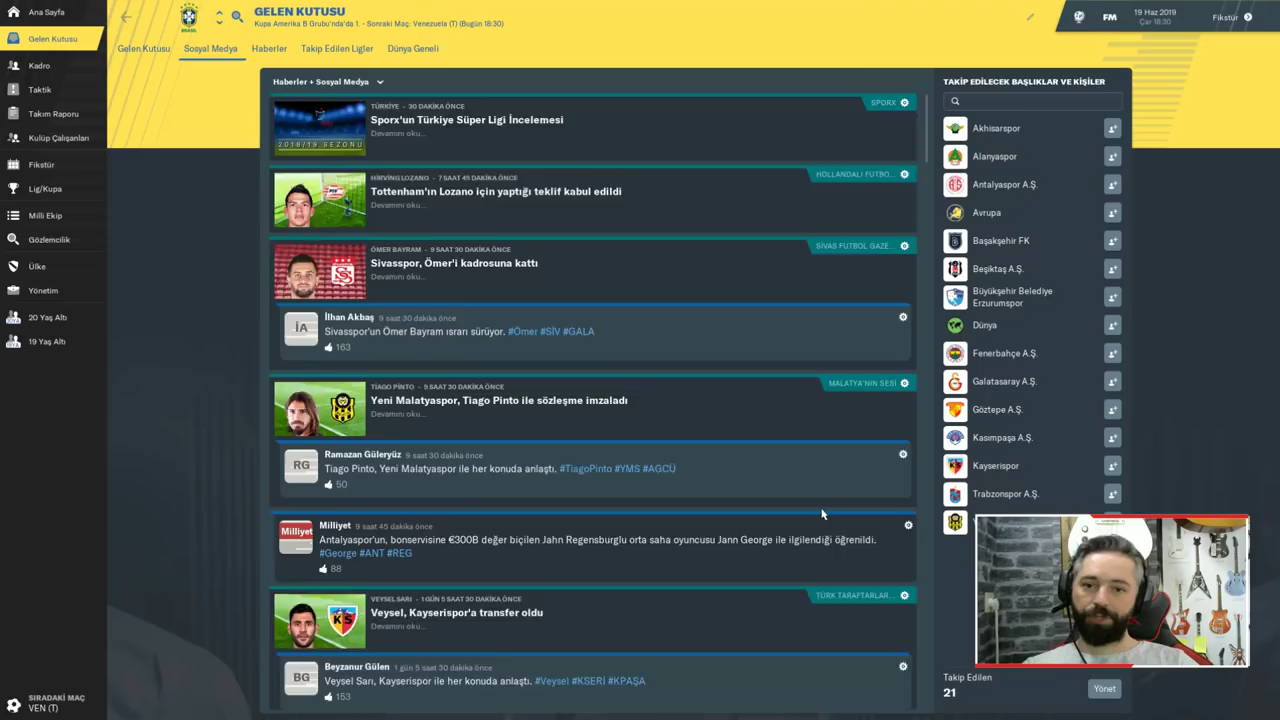 Ana Sayfa
Gelen Kutusu
Kadro
Taktik
Takım Raporu
Kulüp Çalışanları
Fikstür
Lig/Kupa
Milli Ekip
Gözlemcilik
Ülke
Yönetim
20 Yaş Altı
19 Yaş Altı
SIRADAKİ MAÇ
VEN (T)
BRASIL
GELEN KUTUSU
Kupa Amerika B Grubu'nda'da 1. - Sonraki Maç: Venezuela (T) (Bugün 18:30)
FM
19 Haz 2019
Çar 18:30
Fikstür
Gelen Kutusu
Sosyal Medya
Haberler
Takip Edilen Ligler
Dünya Geneli
Haberler + Sosyal Medya
TÜRKİYE - 30 DAKİKA ÖNCE
SPORX
Sporx'un Türkiye Süper Ligi İncelemesi
Devamını oku...
2018/19 SEZONU
HIRVING LOZANO - 7 SAAT 45 DAKİKA ÖNCE
HOLLANDALI FUTBO...
Tottenham'ın Lozano için yaptığı teklif kabul edildi
Devamını oku...
ÖMER BAYRAM - 9 SAAT 30 DAKİKA ÖNCE
SİVAS FUTBOL GAZE...
Sivasspor, Ömer'i kadrosuna kattı
Devamını oku...
İA
İlhan Akbaş 9 saat 30 dakika önce
Sivasspor'un Ömer Bayram ısrarı sürüyor. #Ömer #SİV #GALA
163
TİAGO PİNTO - 9 SAAT 30 DAKİKA ÖNCE
MALATYA'NIN SESİ
Yeni Malatyaspor, Tiago Pinto ile sözleşme imzaladı
Devamını oku...
RG
Ramazan Güleryüz 9 saat 30 dakika önce
Tiago Pinto, Yeni Malatyaspor ile her konuda anlaştı. #TiagoPinto #YMS #AGCÜ
50
Milliyet
Milliyet 9 saat 45 dakika önce
Antalyaspor'un, bonservisine €300B değer biçilen Jahn Regensburglu orta saha oyuncusu Jann George ile ilgilendiği öğrenildi.
#George #ANT #REG
88
VEYSEL SARI - 1 GÜN 5 SAAT 30 DAKİKA ÖNCE
TÜRK TARAFTARLAR...
Veysel, Kayserispor'a transfer oldu
Devamını oku...
BG
Beyzanur Gülen 1 gün 5 saat 30 dakika önce
Veysel Sarı, Kayserispor ile her konuda anlaştı. #Veysel #KSERİ #KPAŞA
153
TAKİP EDİLECEK BAŞLIKLAR VE KİŞİLER
Akhisarspor
Alanyaspor
Antalyaspor A.Ş.
Avrupa
Başakşehir FK
Beşiktaş A.Ş.
Büyükşehir Belediye
Erzurumspor
Dünya
Fenerbahçe A.Ş.
Galatasaray A.Ş.
Göztepe A.Ş.
Kasımpaşa A.Ş.
Kayserispor
Trabzonspor A.Ş.
Takip Edilen
21
Yönet